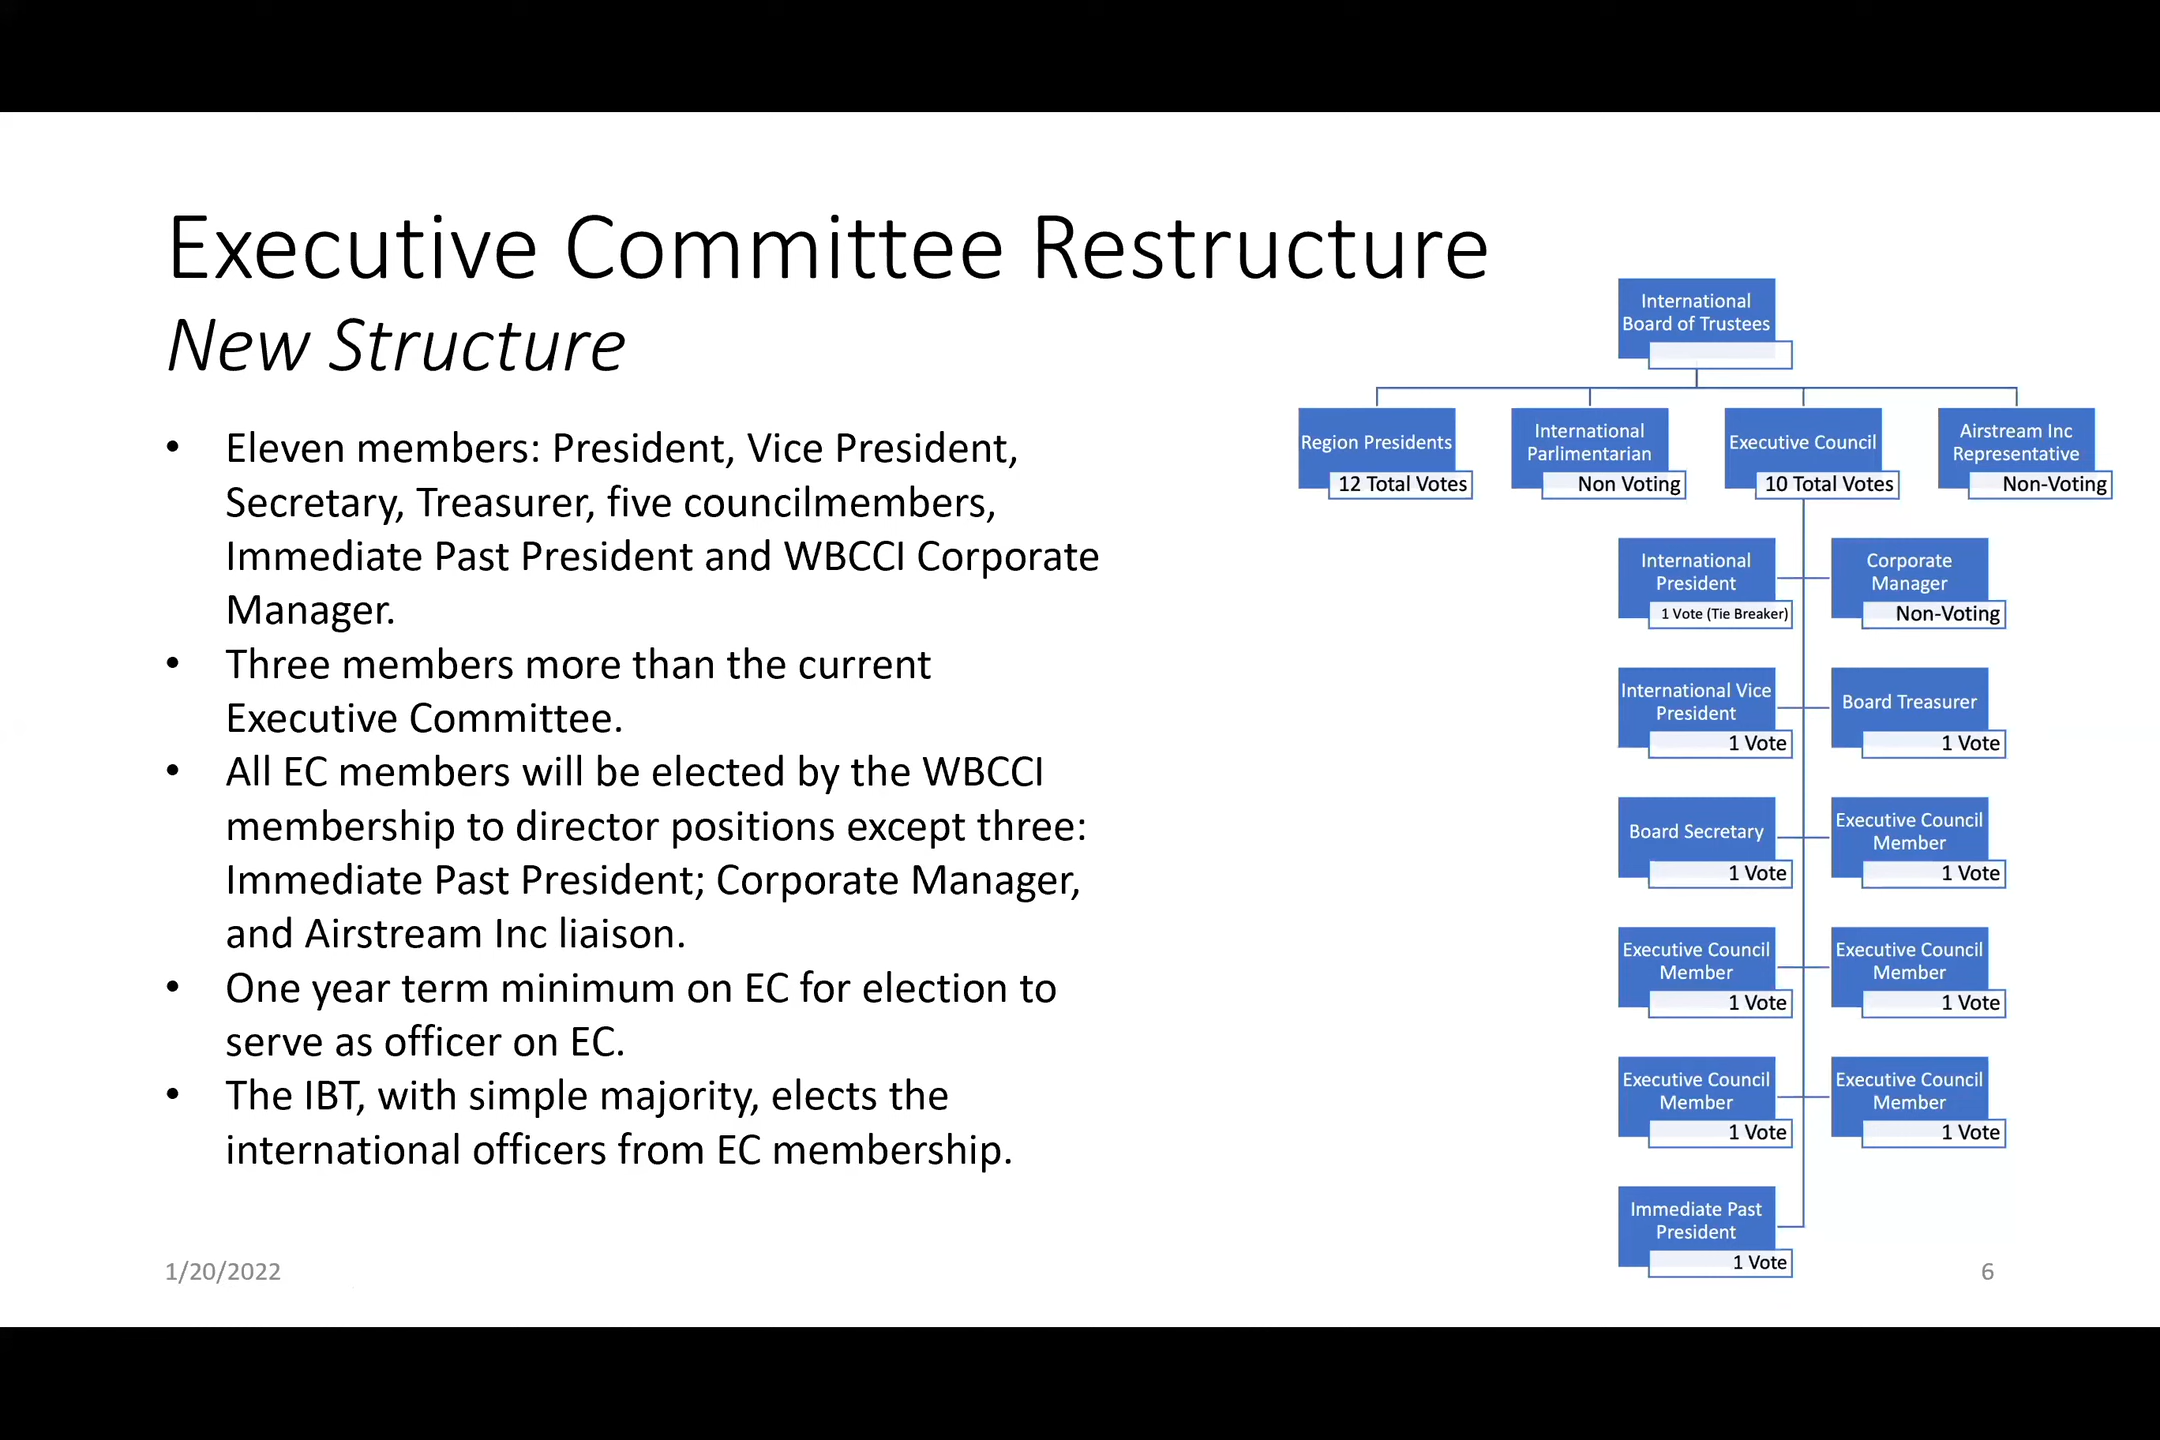 Executive Committee Restructure
New Structure
• Eleven members: President, Vice President,
Secretary, Treasurer, five councilmembers,
Immediate Past President and WBCCI Corporate
Manager.
• Three members more than the current
Executive Committee.
• All EC members will be elected by the WBCCI
membership to director positions except three:
Immediate Past President; Corporate Manager,
and Airstream Inc liaison.
• One year term minimum on EC for election to
serve as officer on EC.
• The IBT, with simple majority, elects the
international officers from EC membership.
International
Board of Trustees
Region Presidents
12 Total Votes
International
Parlimentarian
Non Voting
Executive Council
10 Total Votes
Airstream Inc
Representative
Non-Voting
International
President
1 Vote (Tie Breaker)
Corporate
Manager
Non-Voting
International Vice
President
1 Vote
Board Treasurer
1 Vote
Board Secretary
1 Vote
Executive Council
Member
1 Vote
Executive Council
Member
1 Vote
Executive Council
Member
1 Vote
Executive Council
Member
1 Vote
Executive Council
Member
1 Vote
Immediate Past
President
1 Vote
1/20/2022
6